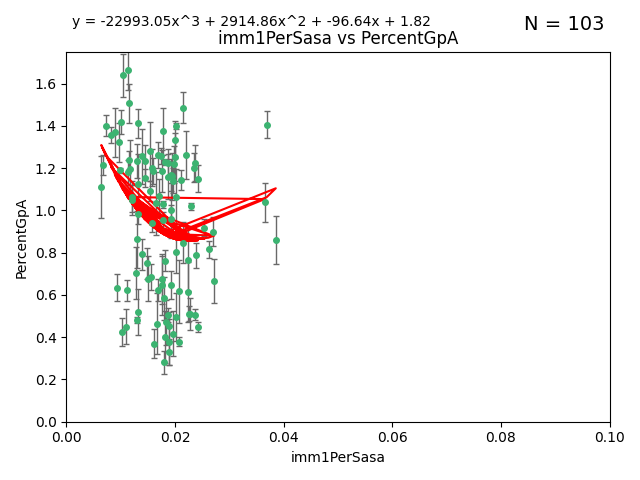 y = -22993.05x^3 + 2914.86x^2 + -96.64x + 1.82
N = 103
imm1PerSasa vs PercentGpA
PercentGpA
1.6
1.4
1.2
1.0
0.8
0.6
0.4
0.2
0.0
0.00 0.02 0.04 0.06 0.08 0.10
imm1PerSasa